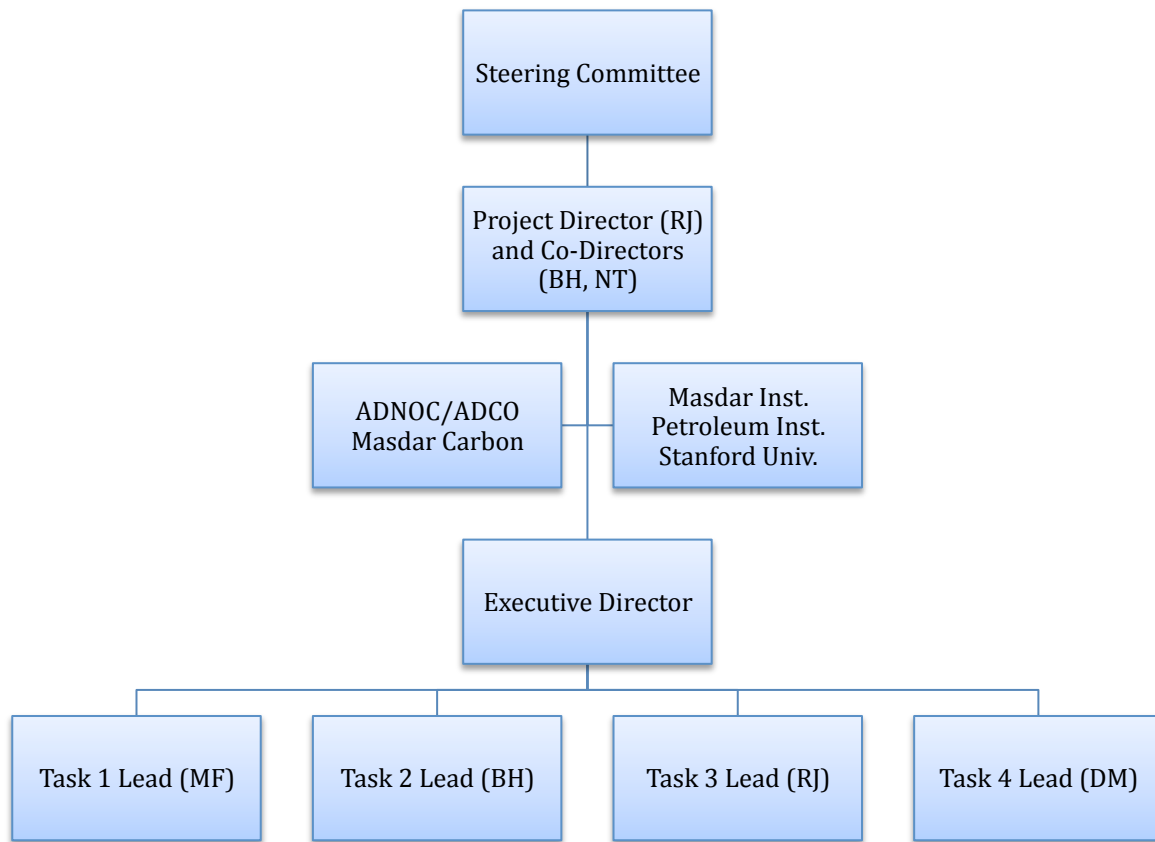 Steering Committee
Project Director (RJ)
and Co-Directors
(BH, NT)
ADNOC/ADCO
Masdar Carbon
Masdar Inst.
Petroleum Inst.
Stanford Univ.
Executive Director
Task 1 Lead (MF)
Task 2 Lead (BH)
Task 3 Lead (RJ)
Task 4 Lead (DM)